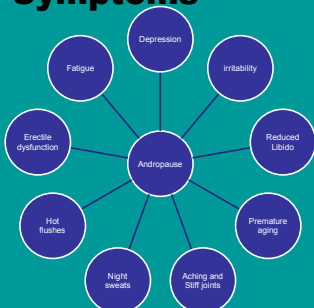 Symptoms
Depression
Fatigue
irritability
Erectile
dysfunction
Reduced
Libido
Andropause
Hot
flushes
Premature
aging
Night
sweats
Aching and
Stiff joints